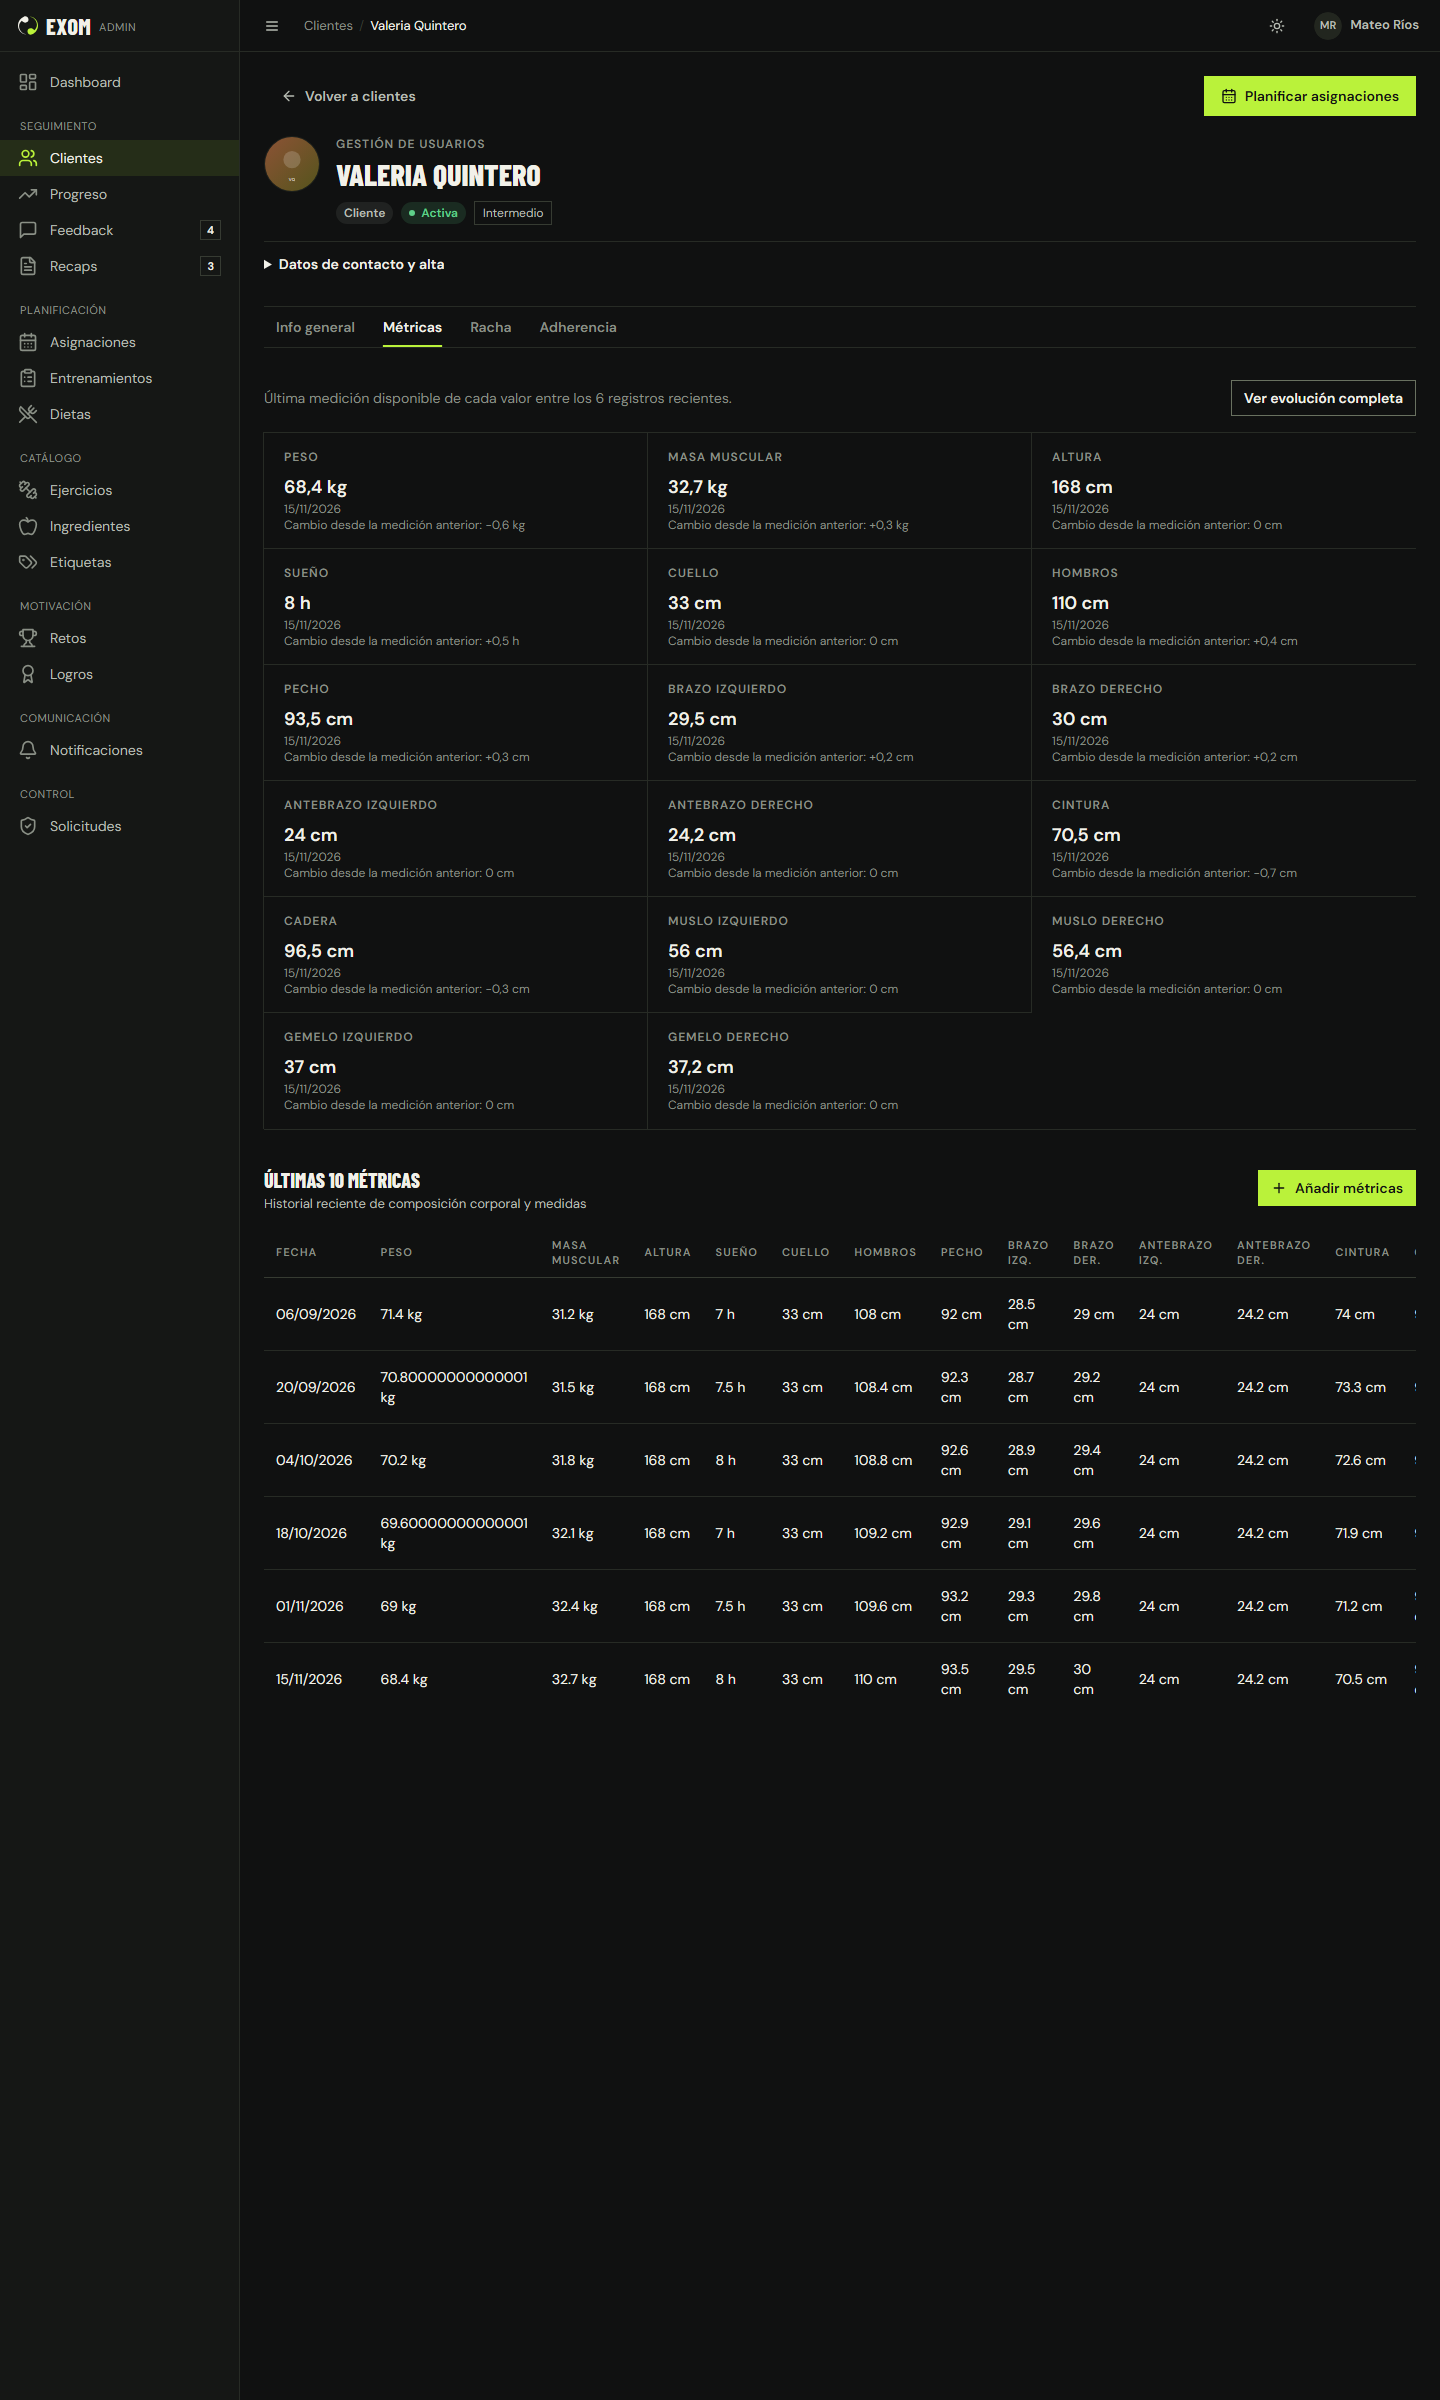 EXOM ADMIN
Clientes / Valeria Quintero
MR Mateo Ríos
Dashboard
SEGUIMIENTO
Clientes
Progreso
Feedback 4
Recaps 3
PLANIFICACIÓN
Asignaciones
Entrenamientos
Dietas
CATÁLOGO
Ejercicios
Ingredientes
Etiquetas
MOTIVACIÓN
Retos
Logros
COMUNICACIÓN
Notificaciones
CONTROL
Solicitudes
Volver a clientes
Planificar asignaciones
GESTIÓN DE USUARIOS
VALERIA QUINTERO
Cliente Activa Intermedio
Datos de contacto y alta
Info general Métricas Racha Adherencia
Última medición disponible de cada valor entre los 6 registros recientes.
Ver evolución completa
PESO
68,4 kg
15/11/2026
Cambio desde la medición anterior: -0,6 kg
MASA MUSCULAR
32,7 kg
15/11/2026
Cambio desde la medición anterior: +0,3 kg
ALTURA
168 cm
15/11/2026
Cambio desde la medición anterior: 0 cm
SUEÑO
8 h
15/11/2026
Cambio desde la medición anterior: +0,5 h
CUELLO
33 cm
15/11/2026
Cambio desde la medición anterior: 0 cm
HOMBROS
110 cm
15/11/2026
Cambio desde la medición anterior: +0,4 cm
PECHO
93,5 cm
15/11/2026
Cambio desde la medición anterior: +0,3 cm
BRAZO IZQUIERDO
29,5 cm
15/11/2026
Cambio desde la medición anterior: +0,2 cm
BRAZO DERECHO
30 cm
15/11/2026
Cambio desde la medición anterior: +0,2 cm
ANTEBRAZO IZQUIERDO
24 cm
15/11/2026
Cambio desde la medición anterior: 0 cm
ANTEBRAZO DERECHO
24,2 cm
15/11/2026
Cambio desde la medición anterior: 0 cm
CINTURA
70,5 cm
15/11/2026
Cambio desde la medición anterior: -0,7 cm
CADERA
96,5 cm
15/11/2026
Cambio desde la medición anterior: -0,3 cm
MUSLO IZQUIERDO
56 cm
15/11/2026
Cambio desde la medición anterior: 0 cm
MUSLO DERECHO
56,4 cm
15/11/2026
Cambio desde la medición anterior: 0 cm
GEMELO IZQUIERDO
37 cm
15/11/2026
Cambio desde la medición anterior: 0 cm
GEMELO DERECHO
37,2 cm
15/11/2026
Cambio desde la medición anterior: 0 cm
ÚLTIMAS 10 MÉTRICAS
Historial reciente de composición corporal y medidas
Añadir métricas
FECHA PESO MASA MUSCULAR ALTURA SUEÑO CUELLO HOMBROS PECHO BRAZO IZQ. BRAZO DER. ANTEBRAZO IZQ. ANTEBRAZO DER. CINTURA
06/09/2026 71.4 kg 31.2 kg 168 cm 7 h 33 cm 108 cm 92 cm 28.5 cm 29 cm 24 cm 24.2 cm 74 cm
20/09/2026 70.80000000000001 kg 31.5 kg 168 cm 7.5 h 33 cm 108.4 cm 92.3 cm 28.7 cm 29.2 cm 24 cm 24.2 cm 73.3 cm
04/10/2026 70.2 kg 31.8 kg 168 cm 8 h 33 cm 108.8 cm 92.6 cm 28.9 cm 29.4 cm 24 cm 24.2 cm 72.6 cm
18/10/2026 69.60000000000001 kg 32.1 kg 168 cm 7 h 33 cm 109.2 cm 92.9 cm 29.1 cm 29.6 cm 24 cm 24.2 cm 71.9 cm
01/11/2026 69 kg 32.4 kg 168 cm 7.5 h 33 cm 109.6 cm 93.2 cm 29.3 cm 29.8 cm 24 cm 24.2 cm 71.2 cm
15/11/2026 68.4 kg 32.7 kg 168 cm 8 h 33 cm 110 cm 93.5 cm 29.5 cm 30 cm 24 cm 24.2 cm 70.5 cm